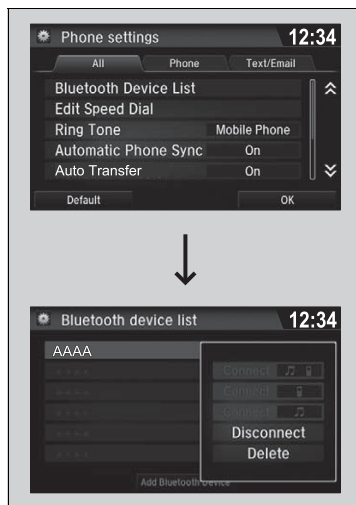 Phone settings 12:34
All Phone Text/Email
Bluetooth Device List
Edit Speed Dial
Ring Tone Mobile Phone
Automatic Phone Sync On
Auto Transfer On
Default OK
Bluetooth device list 12:34
AAAA
Connect
Connect
Connect
Disconnect
Delete
Add Bluetooth Device